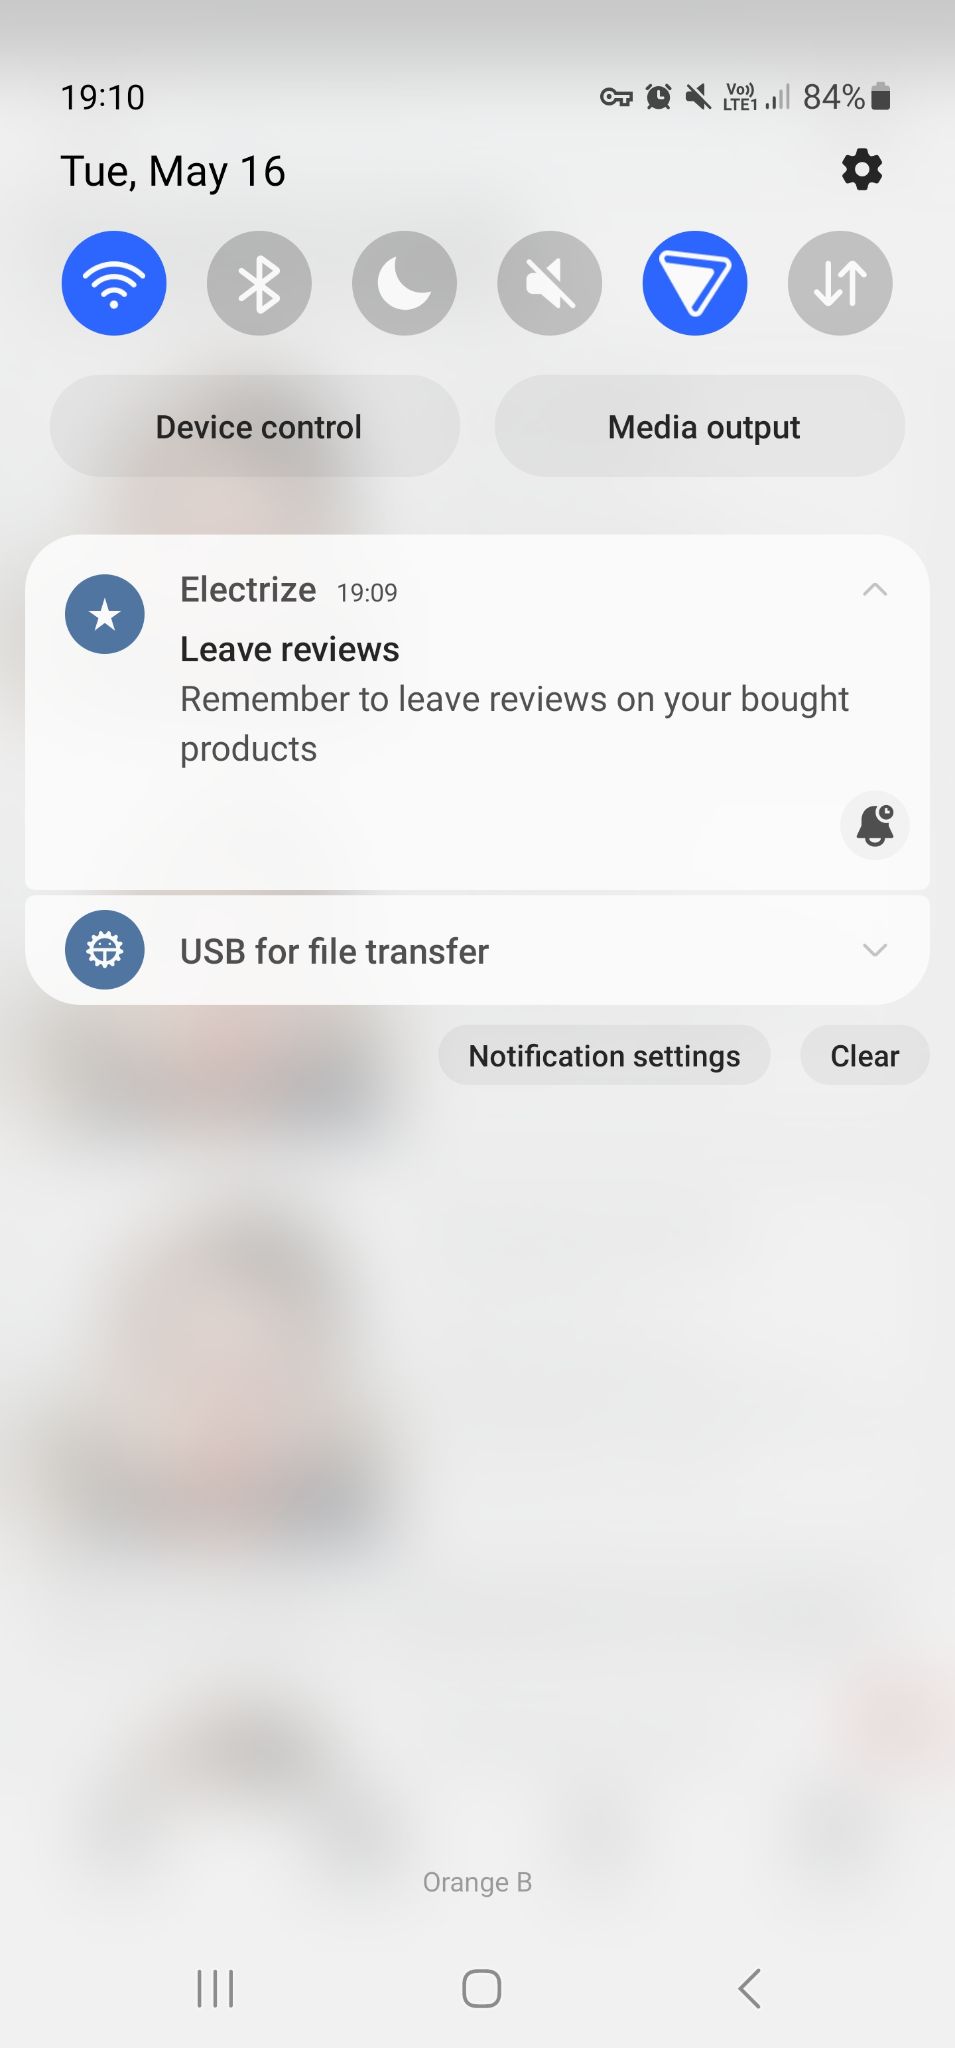 19:10
Vo))
LTE1
84%
Tue, May 16
Device control
Media output
Electrize 19:09
Leave reviews
Remember to leave reviews on your bought
products
USB for file transfer
Notification settings
Clear
Orange B